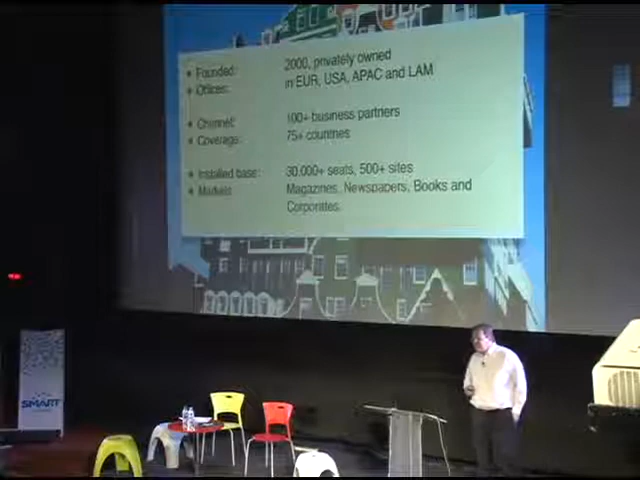 • Founded: 2000, privately owned
• Offices: in EUR, USA, APAC and LAM
• Channel: 100+ business partners
• Coverage: 75+ countries
• Installed base: 30.000+ seats, 500+ sites
• Markets: Magazines, Newspapers, Books and
Corporates.
SMART